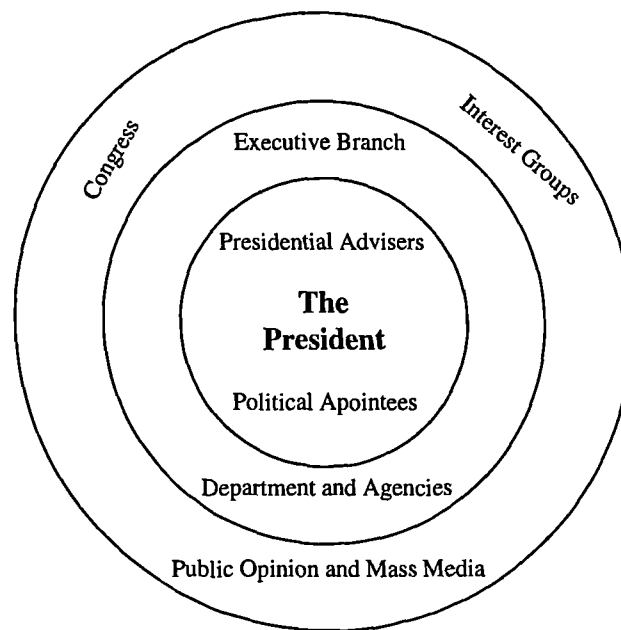 Congress
Interest Groups
Executive Branch
Presidential Advisers
The
President
Political Apointees
Department and Agencies
Public Opinion and Mass Media